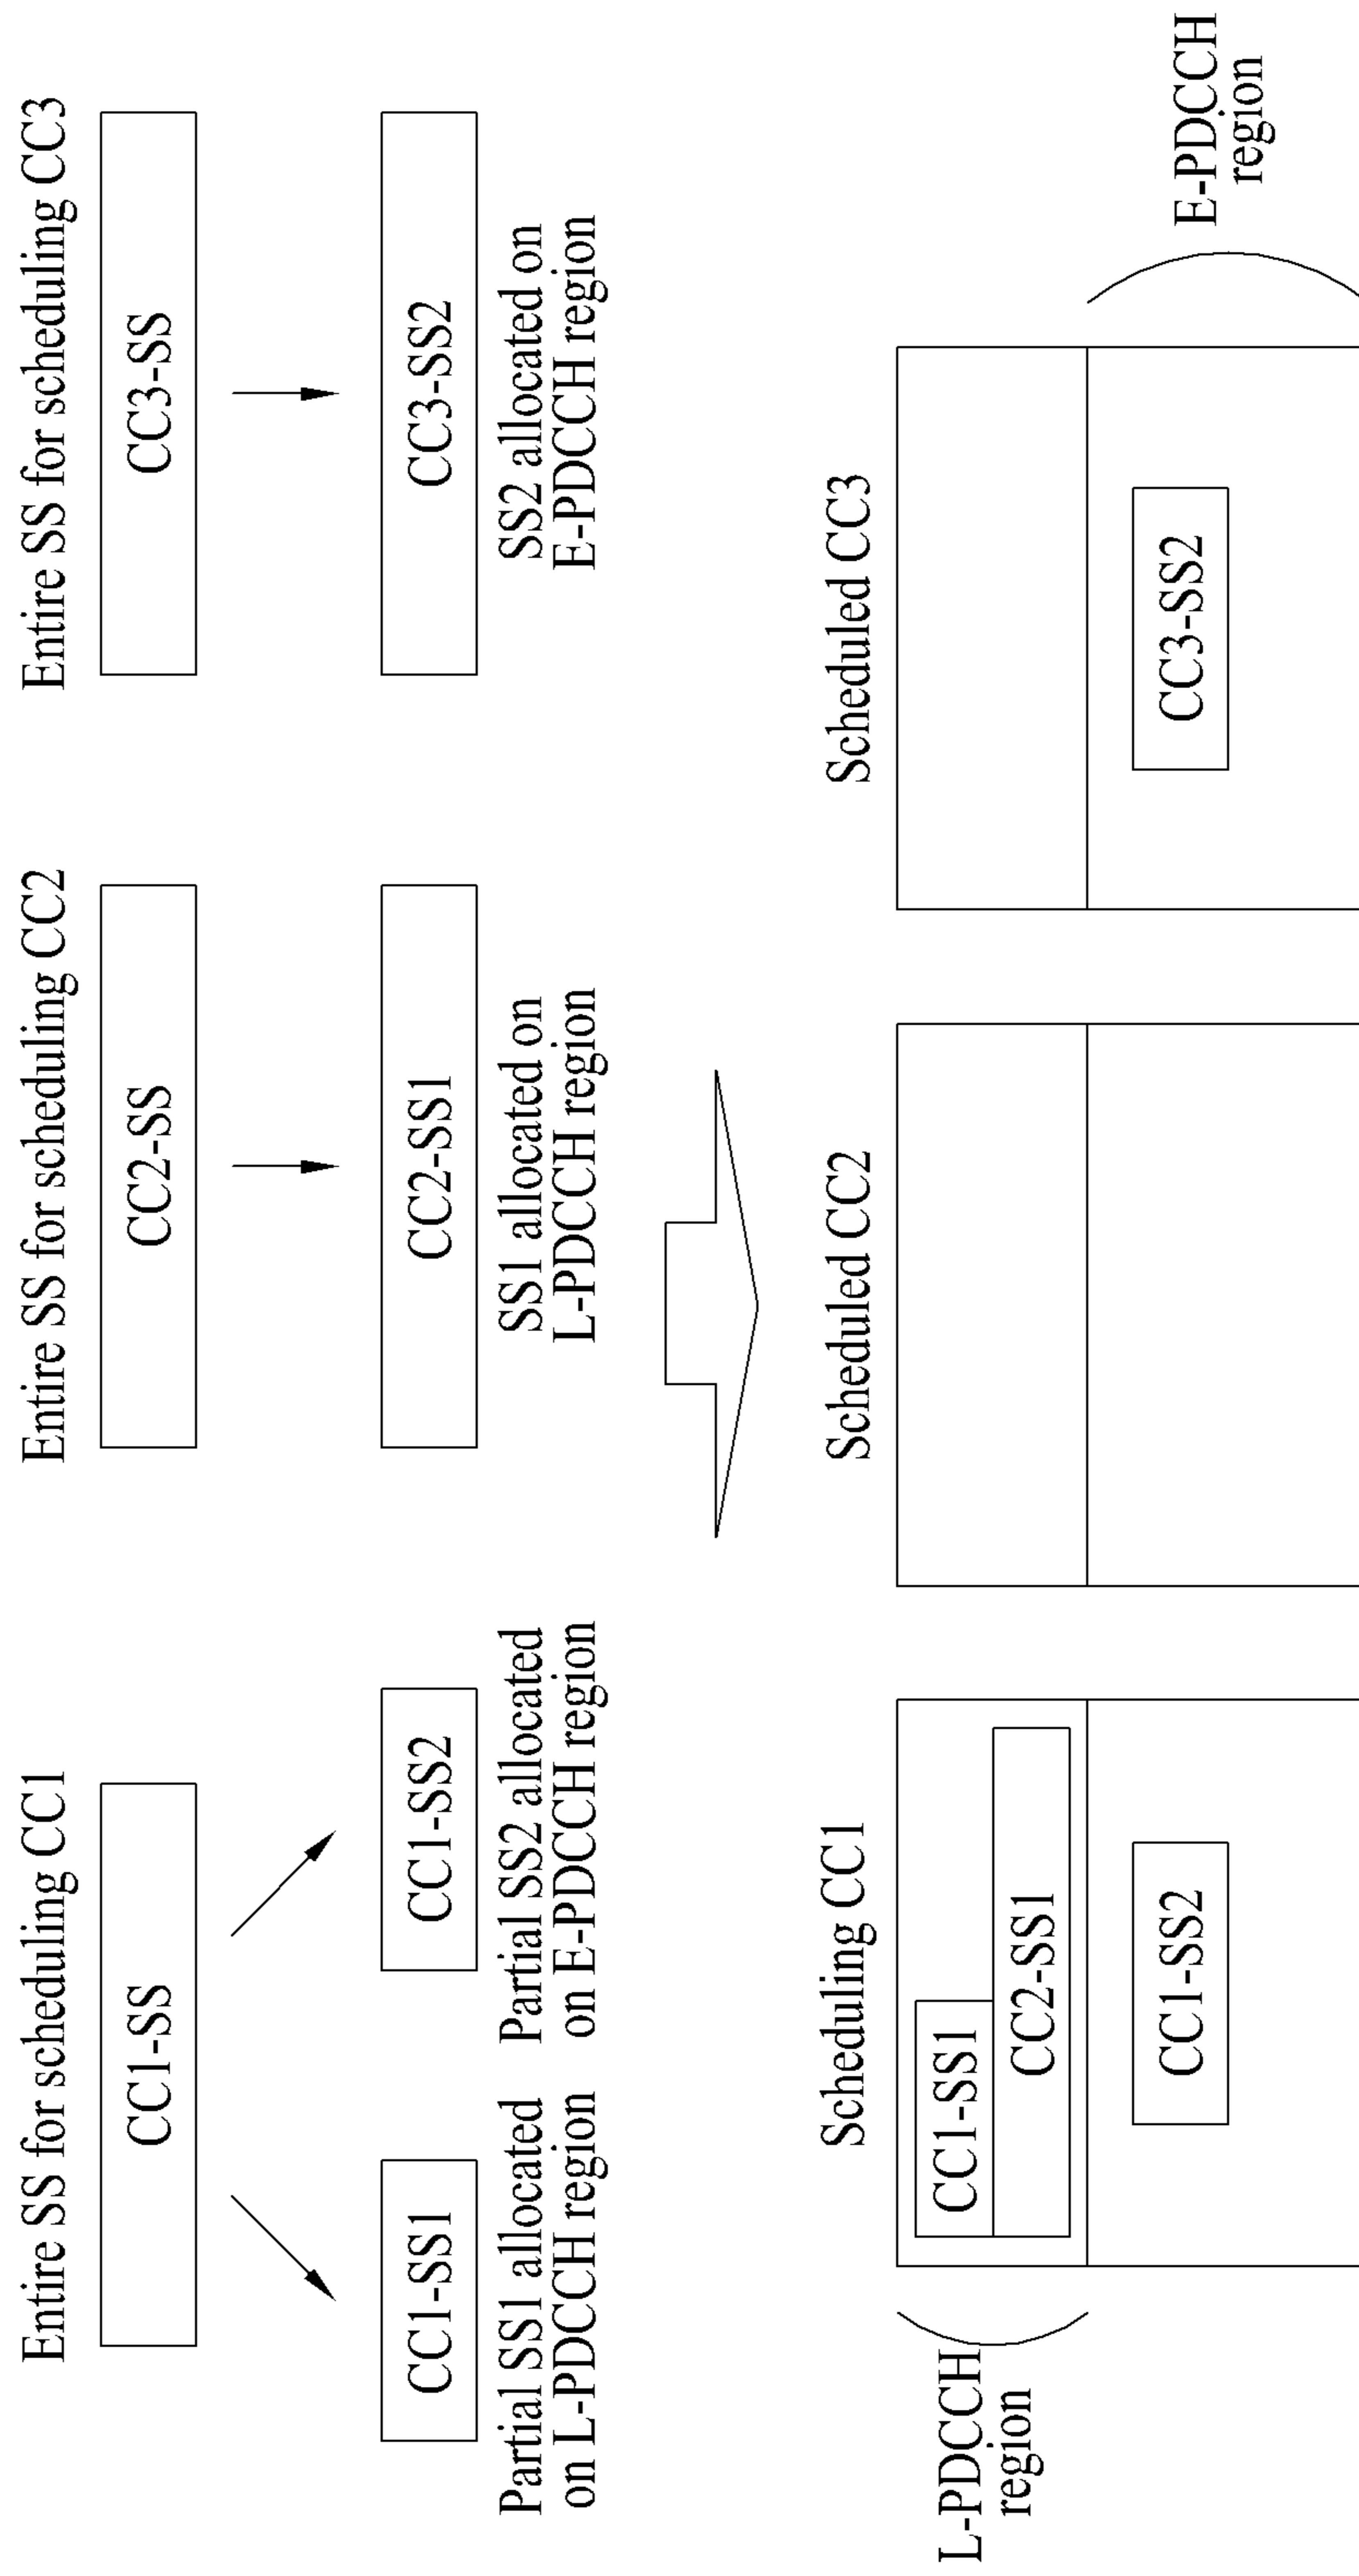 Entire SS for scheduling CC1
CC1-SS
CC1-SS1
CC1-SS2
Partial SS1 allocated
on L-PDCCH region
Partial SS2 allocated
on E-PDCCH region
Entire SS for scheduling CC2
CC2-SS
CC2-SS1
SS1 allocated on
L-PDCCH region
Entire SS for scheduling CC3
CC3-SS
CC3-SS2
SS2 allocated on
E-PDCCH region
L-PDCCH
region
Scheduling CC1
CC1-SS1
CC2-SS1
CC1-SS2
Scheduled CC2
Scheduled CC3
CC3-SS2
E-PDCCH
region